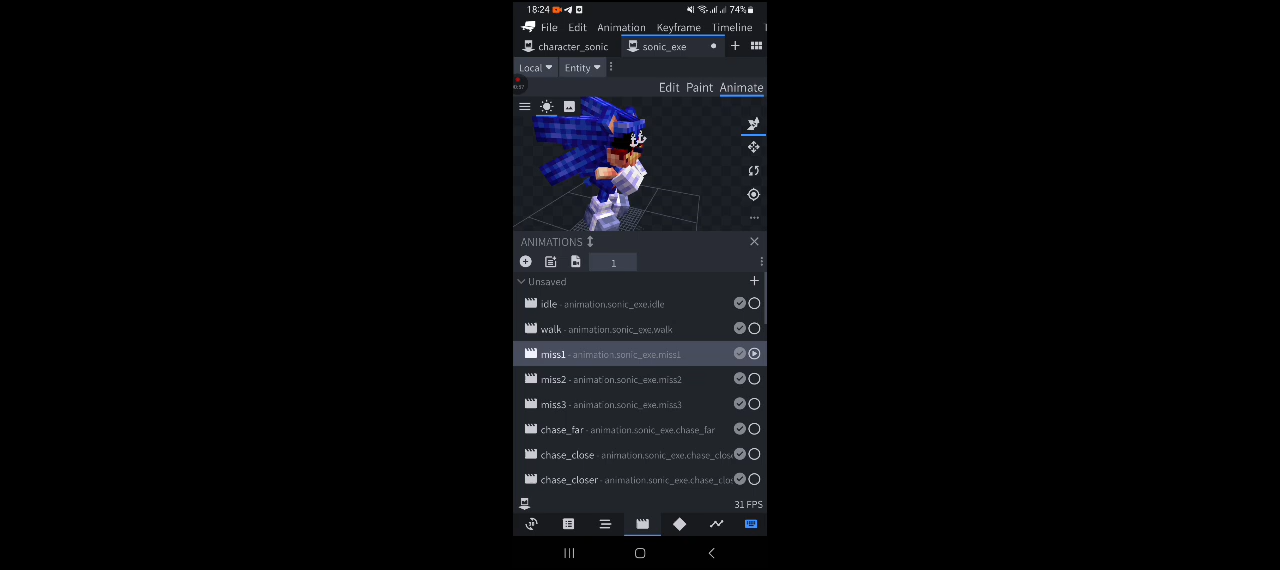 18:24 74%
File Edit Animation Keyframe Timeline
character_sonic sonic_exe
Local Entity
Edit Paint Animate
ANIMATIONS
1
Unsaved
idle - animation.sonic_exe.idle
walk - animation.sonic_exe.walk
miss1 - animation.sonic_exe.miss1
miss2 - animation.sonic_exe.miss2
miss3 - animation.sonic_exe.miss3
chase_far - animation.sonic_exe.chase_far
chase_close - animation.sonic_exe.chase_close
chase_closer - animation.sonic_exe.chase_clos
31 FPS